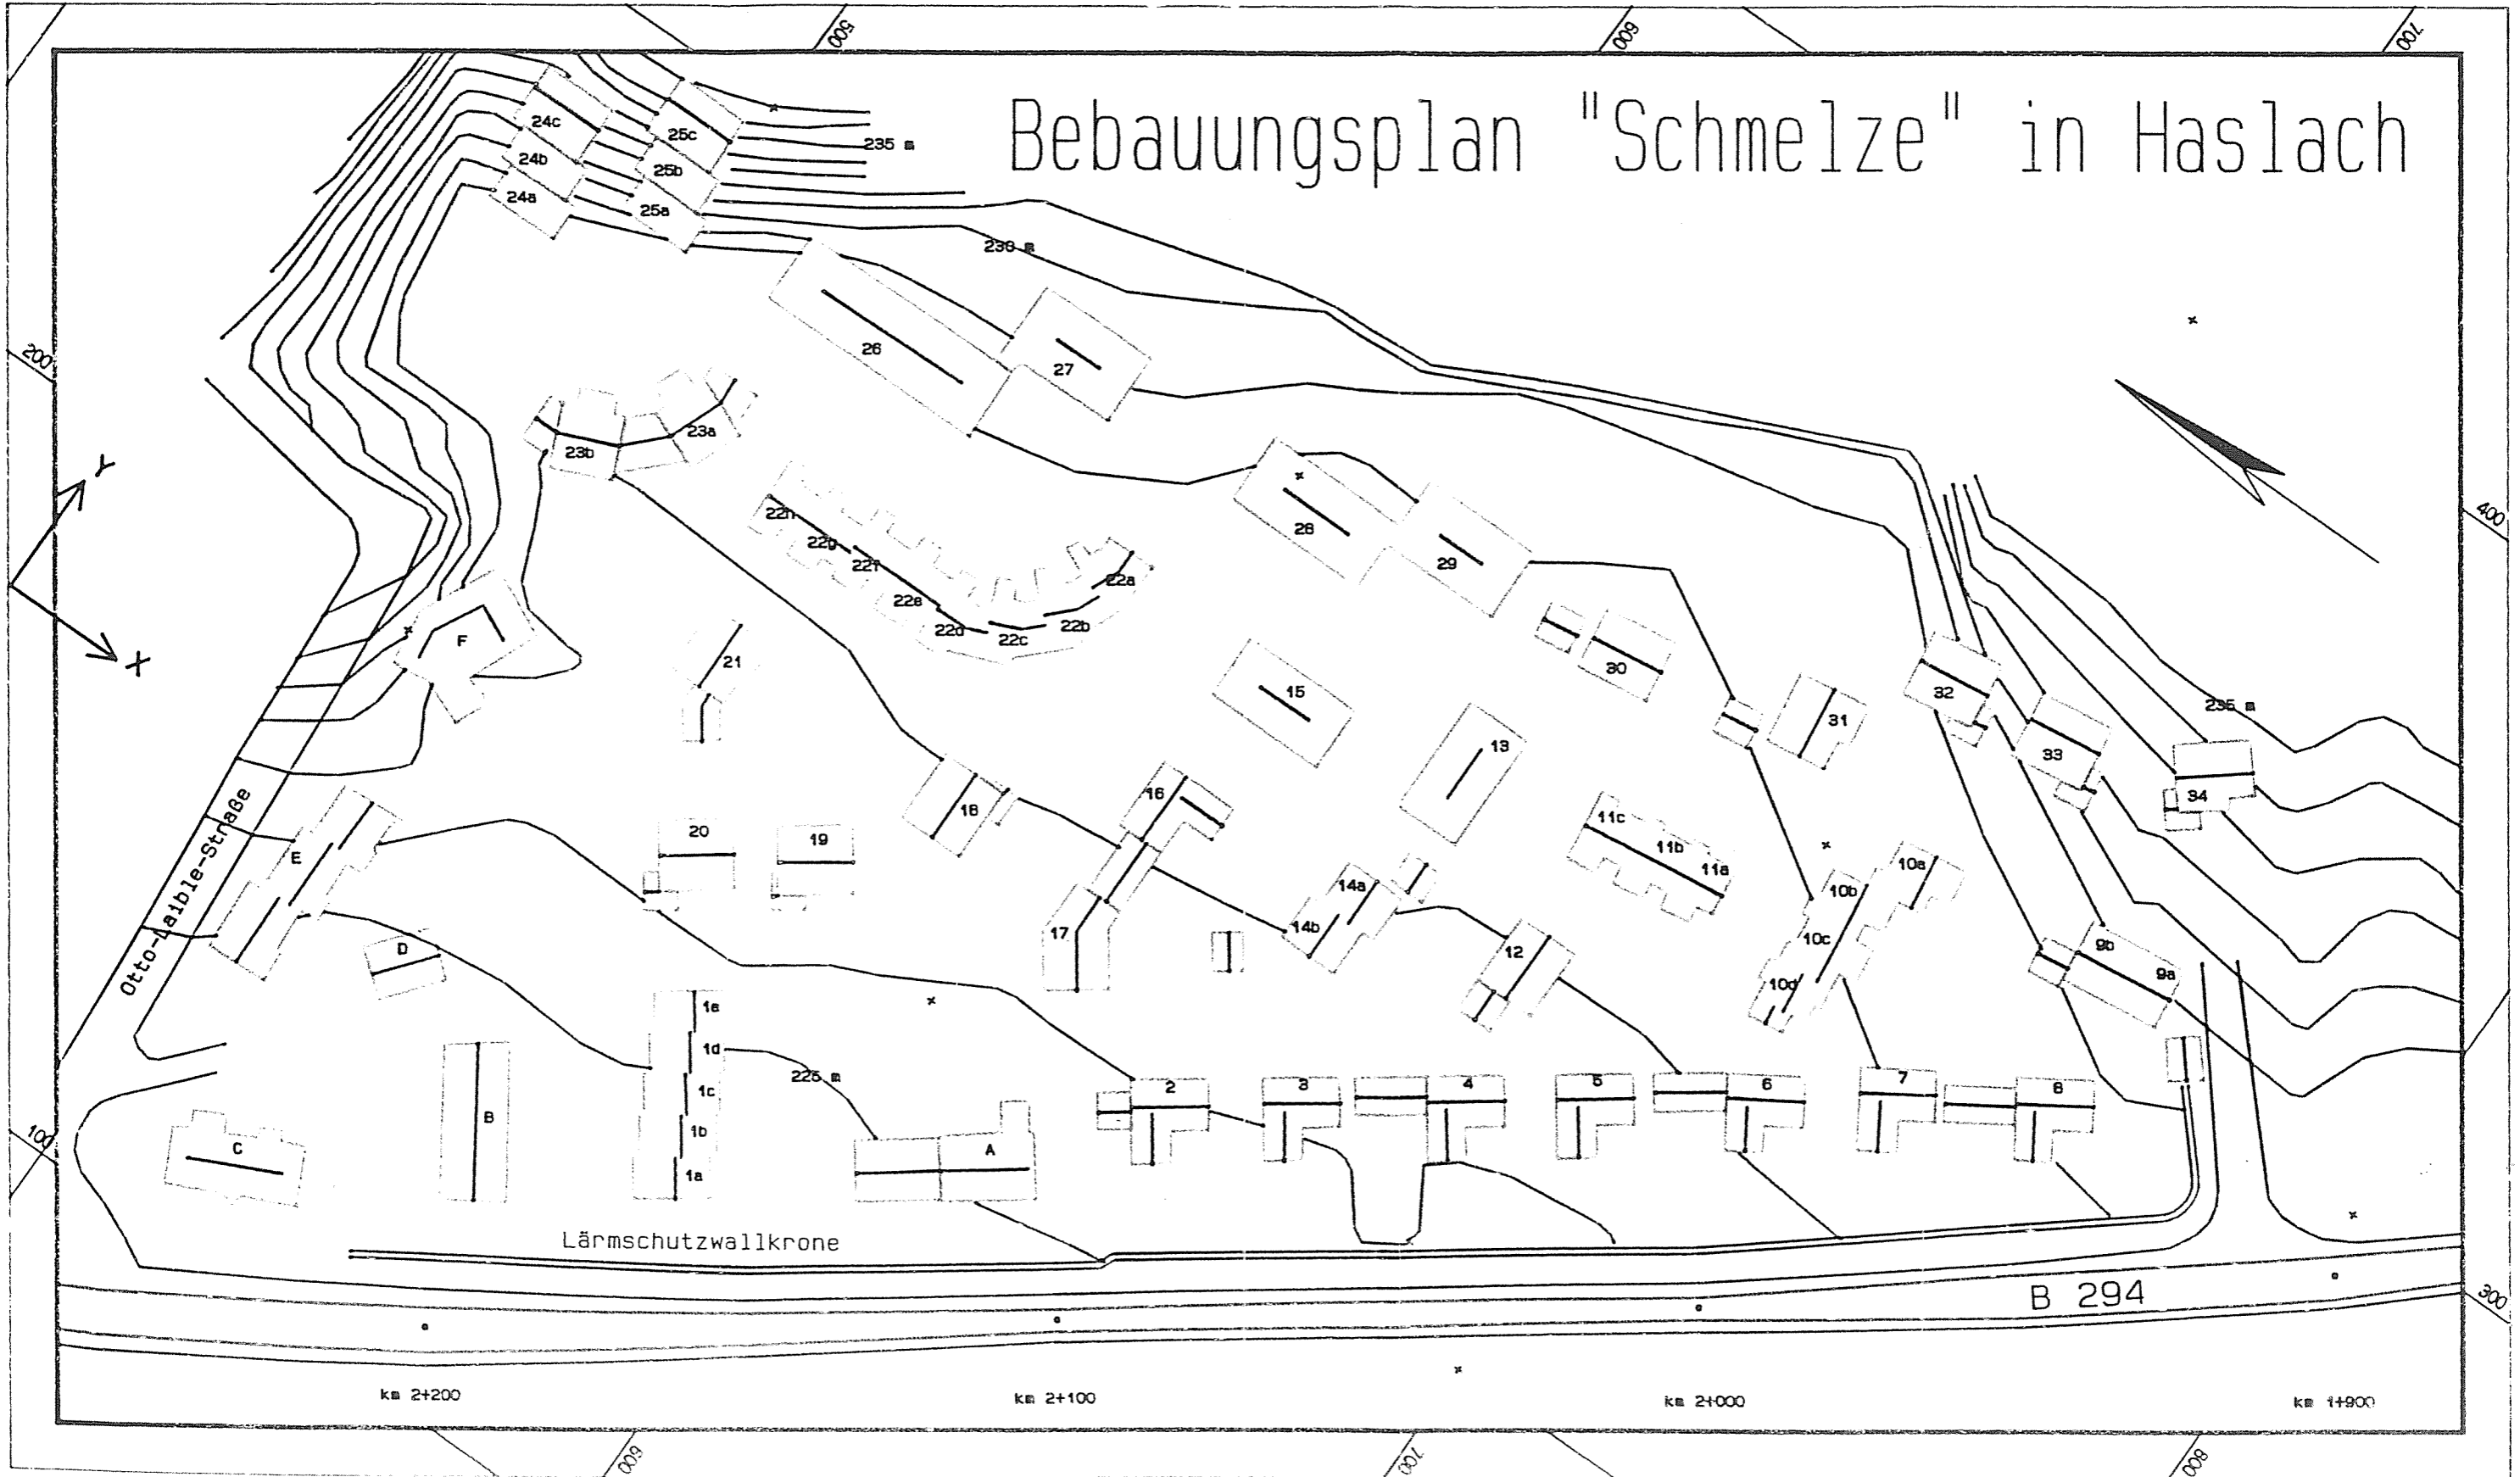 500
600
700
Bebauungsplan "Schmelze" in Haslach
24c
25c
235 m
24b
25b
24a
25a
230 m
200
26
27
23a
23b
Y
22h
400
22g
28
22f
29
22a
22e
22b
22d
22c
F
21
30
X
15
32
31
235 m
13
33
16
34
18
Otto-Laible-Straße
20
19
11c
11b
E
11a
10a
14a
10b
14b
17
10c
9b
D
12
9a
10d
1e
1d
225 m
2
3
4
5
6
7
8
1c
B
1b
100
C
A
1a
Lärmschutzwallkrone
B 294
300
km 2+200
km 2+100
km 2+000
km 1+900
600
700
800